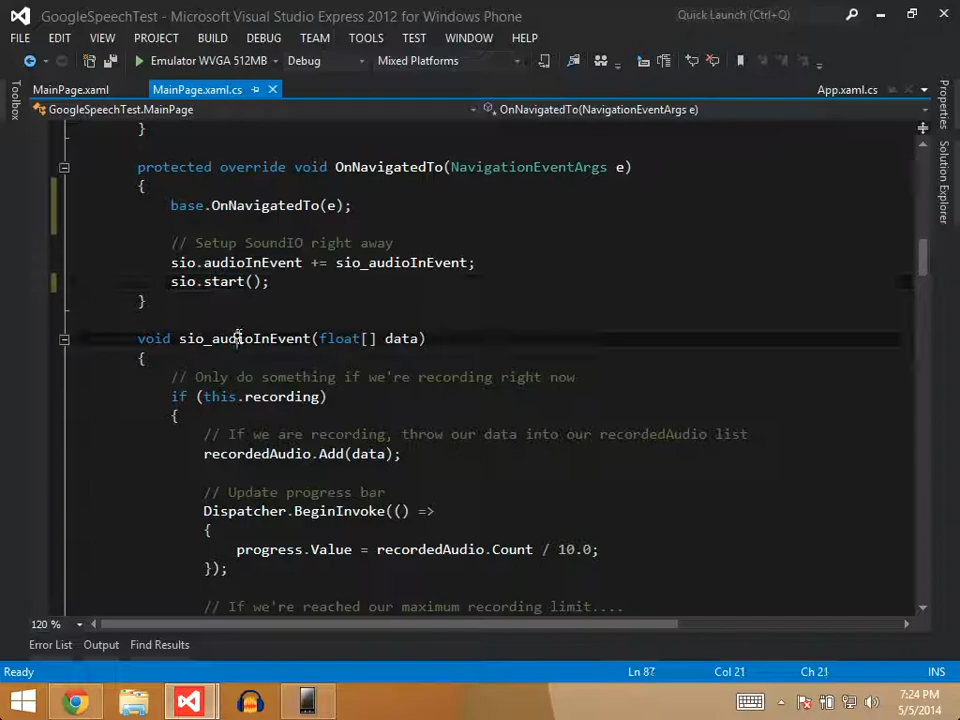 GoogleSpeechTest - Microsoft Visual Studio Express 2012 for Windows Phone
Quick Launch (Ctrl+Q)
FILE EDIT VIEW PROJECT BUILD DEBUG TEAM TOOLS TEST WINDOW HELP
Emulator WVGA 512MB Debug Mixed Platforms
MainPage.xaml MainPage.xaml.cs App.xaml.cs
GoogleSpeechTest.MainPage OnNavigatedTo(NavigationEventArgs e)
Toolbox
Properties
Solution Explorer
}
protected override void OnNavigatedTo(NavigationEventArgs e)
{
base.OnNavigatedTo(e);
// Setup SoundIO right away
sio.audioInEvent += sio_audioInEvent;
sio.start();
}
void sio_audioInEvent(float[] data)
{
// Only do something if we're recording right now
if (this.recording)
{
// If we are recording, throw our data into our recordedAudio list
recordedAudio.Add(data);
// Update progress bar
Dispatcher.BeginInvoke(() =>
{
progress.Value = recordedAudio.Count / 10.0;
});
// If we're reached our maximum recording limit....
120 %
Error List Output Find Results
Ready Ln 87 Col 21 Ch 21 INS
7:24 PM
5/5/2014